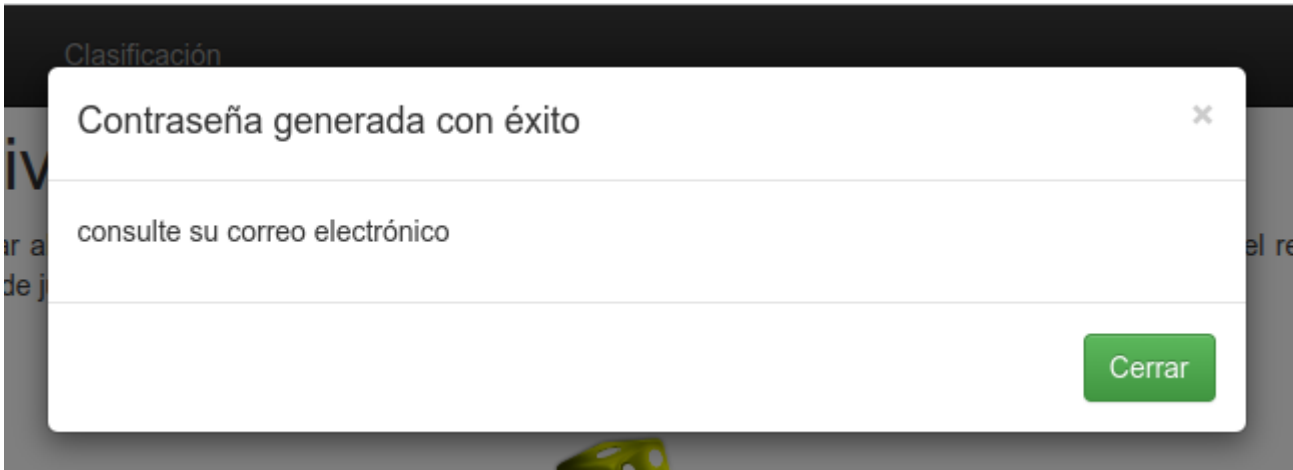 Clasificación
Contraseña generada con éxito
×
consulte su correo electrónico
Cerrar